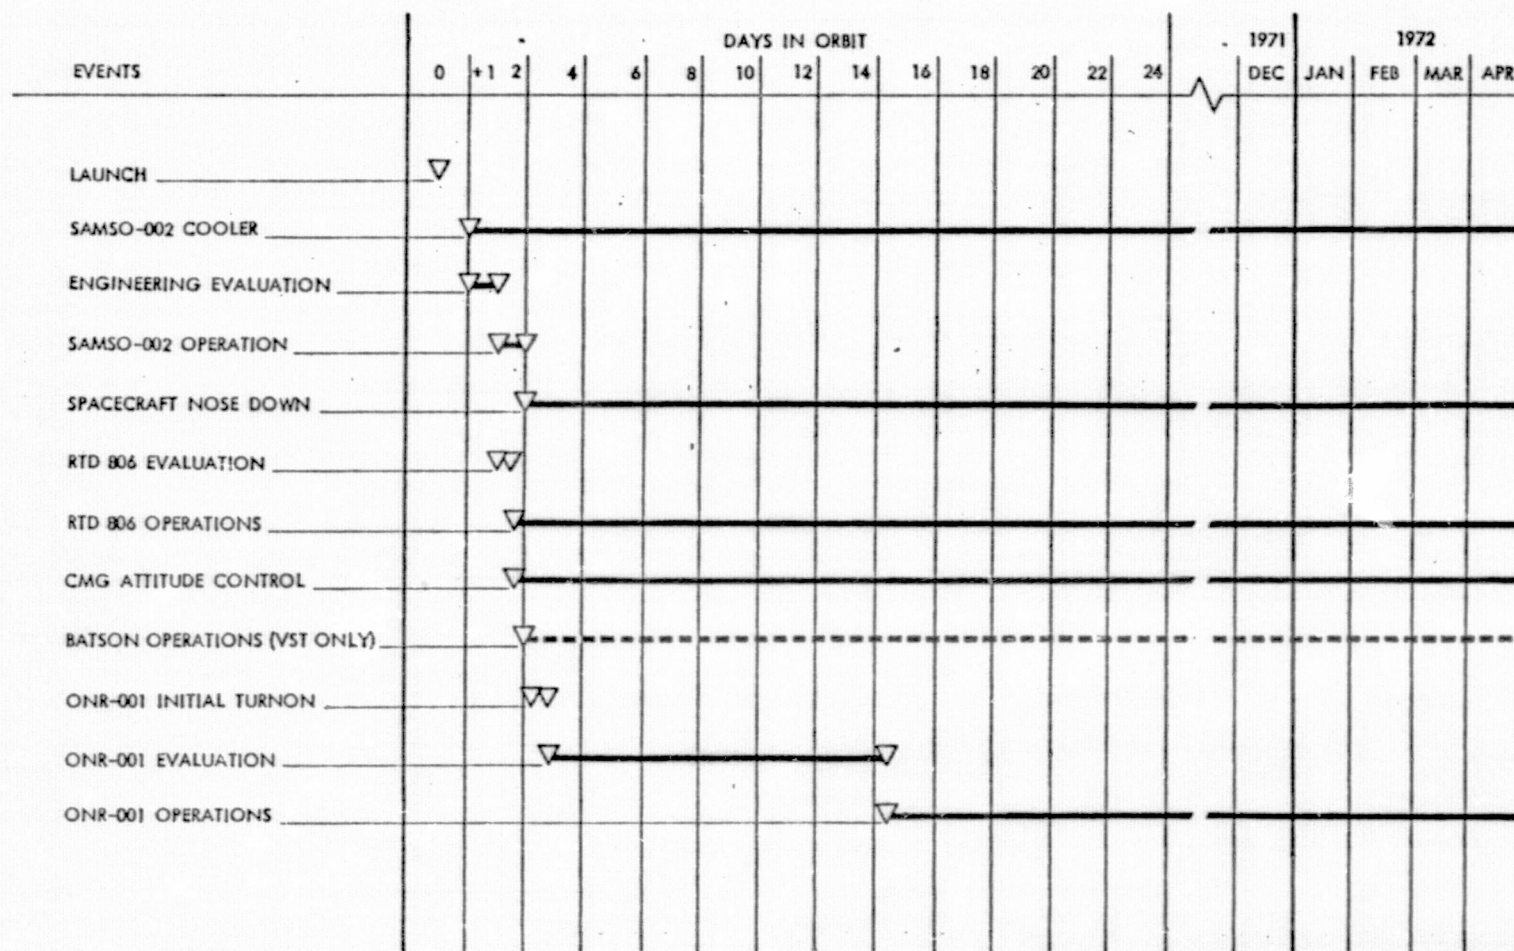 DAYS IN ORBIT 1971 1972
EVENTS 0 +1 2 4 6 8 10 12 14 16 18 20 22 24 DEC JAN FEB MAR APR
LAUNCH
SAMSO-002 COOLER
ENGINEERING EVALUATION
SAMSO-002 OPERATION
SPACECRAFT NOSE DOWN
RTD 806 EVALUATION
RTD 806 OPERATIONS
CMG ATTITUDE CONTROL
BATSON OPERATIONS (VST ONLY)
ONR-001 INITIAL TURNON
ONR-001 EVALUATION
ONR-001 OPERATIONS